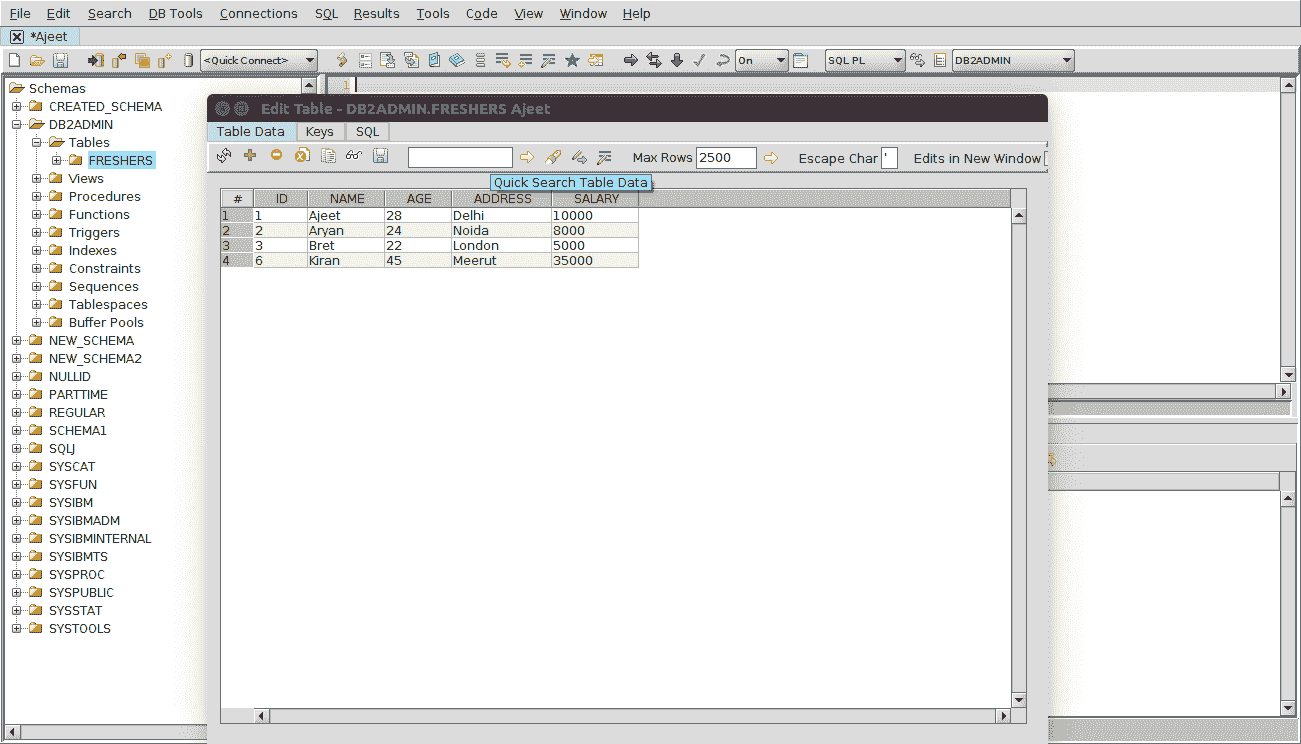 File Edit Search DB Tools Connections SQL Results Tools Code View Window Help
*Ajeet
<Quick Connect> On SQL PL DB2ADMIN
Schemas
CREATED_SCHEMA
DB2ADMIN
Tables
FRESHERS
Views
Procedures
Functions
Triggers
Indexes
Constraints
Sequences
Tablespaces
Buffer Pools
NEW_SCHEMA
NEW_SCHEMA2
NULLID
PARTTIME
REGULAR
SCHEMA1
SQLJ
SYSCAT
SYSFUN
SYSIBM
SYSIBMADM
SYSIBMINTERNAL
SYSIBMTS
SYSPROC
SYSPUBLIC
SYSSTAT
SYSTOOLS
1
Edit Table - DB2ADMIN.FRESHERS Ajeet
Table Data Keys SQL
Max Rows 2500 Escape Char ' Edits in New Window
Quick Search Table Data
# ID NAME AGE ADDRESS SALARY
1 1 Ajeet 28 Delhi 10000
2 2 Aryan 24 Noida 8000
3 3 Bret 22 London 5000
4 6 Kiran 45 Meerut 35000